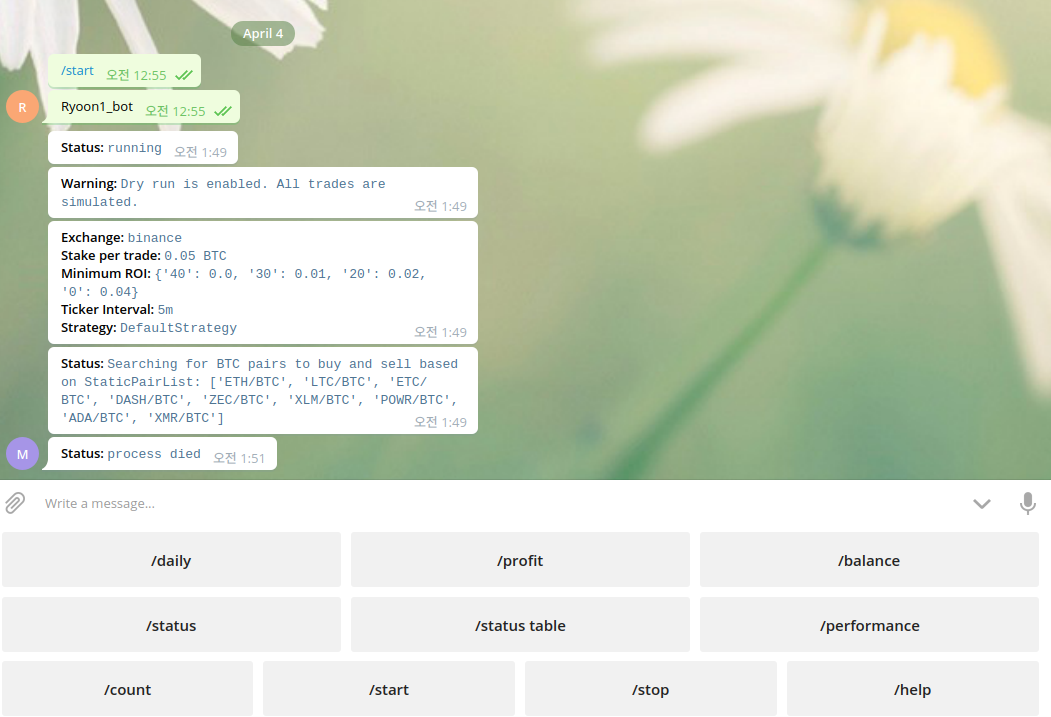 April 4
/start 오전 12:55
R
Ryoon1_bot 오전 12:55
Status: running 오전 1:49
Warning: Dry run is enabled. All trades are
simulated. 오전 1:49
Exchange: binance
Stake per trade: 0.05 BTC
Minimum ROI: {'40': 0.0, '30': 0.01, '20': 0.02,
'0': 0.04}
Ticker Interval: 5m
Strategy: DefaultStrategy 오전 1:49
Status: Searching for BTC pairs to buy and sell based
on StaticPairList: ['ETH/BTC', 'LTC/BTC', 'ETC/
BTC', 'DASH/BTC', 'ZEC/BTC', 'XLM/BTC', 'POWR/BTC',
'ADA/BTC', 'XMR/BTC'] 오전 1:49
M
Status: process died 오전 1:51
Write a message...
/daily /profit /balance
/status /status table /performance
/count /start /stop /help